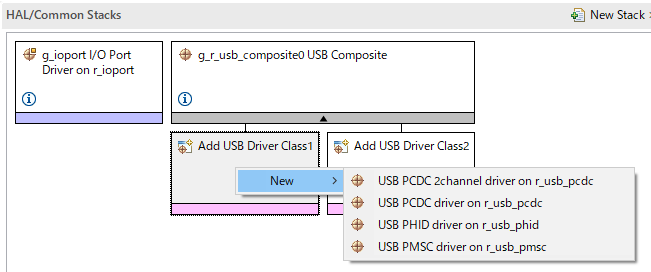 HAL/Common Stacks
New Stack >
g_ioport I/O Port
Driver on r_ioport
g_r_usb_composite0 USB Composite
Add USB Driver Class1
Add USB Driver Class2
New >
USB PCDC 2channel driver on r_usb_pcdc
USB PCDC driver on r_usb_pcdc
USB PHID driver on r_usb_phid
USB PMSC driver on r_usb_pmsc